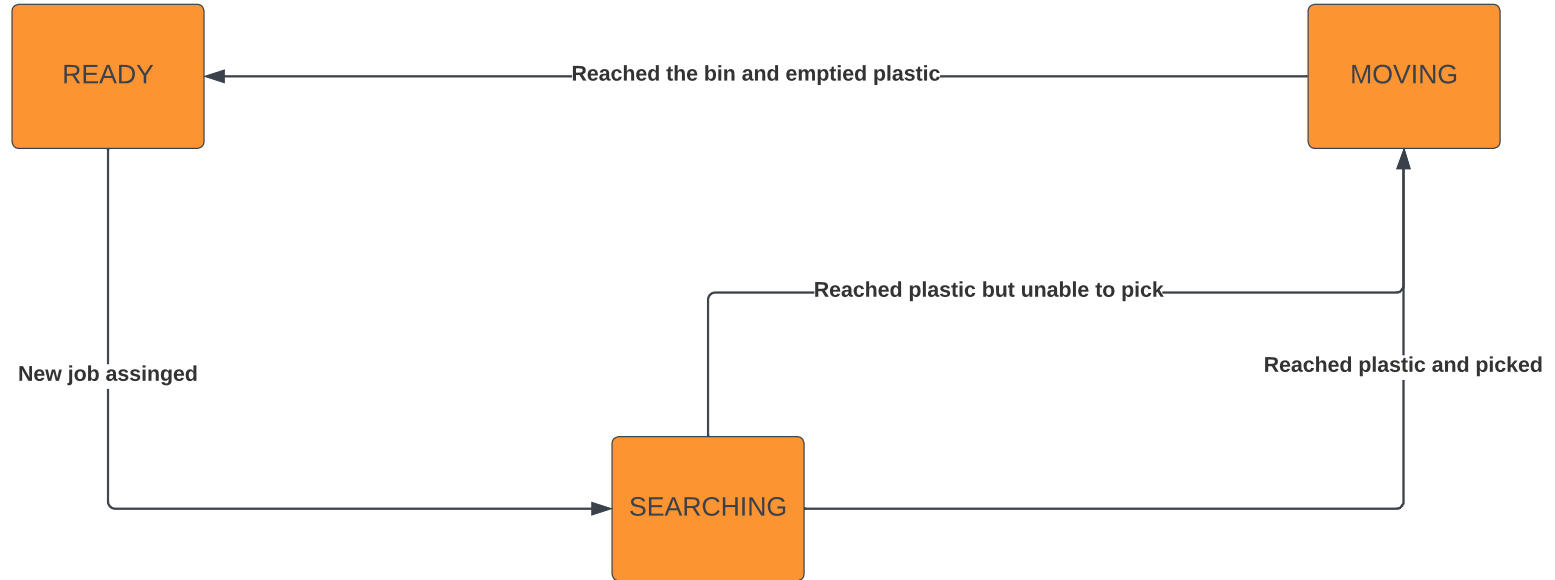 READY
Reached the bin and emptied plastic
MOVING
Reached plastic but unable to pick
New job assinged
Reached plastic and picked
SEARCHING